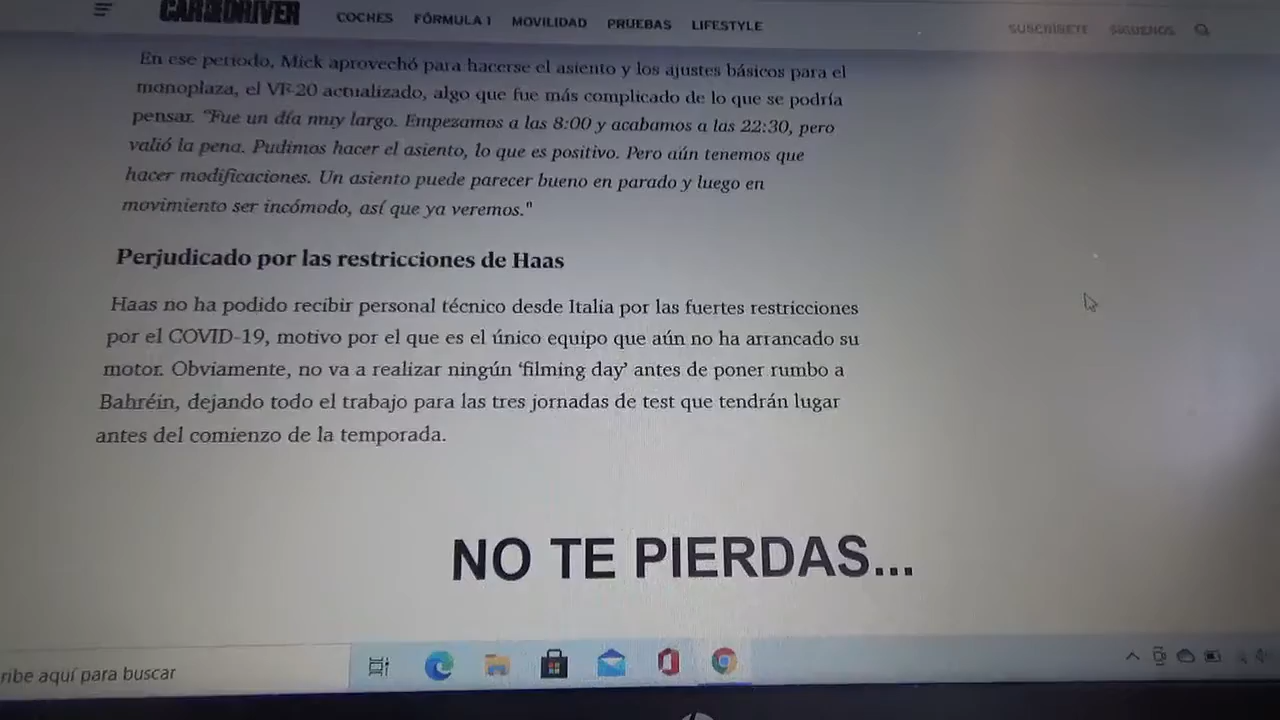 CAR AND DRIVER
COCHES FÓRMULA 1 MOVILIDAD PRUEBAS LIFESTYLE
SUSCRÍBETE SÍGUENOS
En ese periodo, Mick aprovechó para hacerse el asiento y los ajustes básicos para el
monoplaza, el VF-20 actualizado, algo que fue más complicado de lo que se podría
pensar. "Fue un día muy largo. Empezamos a las 8:00 y acabamos a las 22:30, pero
valió la pena. Pudimos hacer el asiento, lo que es positivo. Pero aún tenemos que
hacer modificaciones. Un asiento puede parecer bueno en parado y luego en
movimiento ser incómodo, así que ya veremos."
Perjudicado por las restricciones de Haas
Haas no ha podido recibir personal técnico desde Italia por las fuertes restricciones
por el COVID-19, motivo por el que es el único equipo que aún no ha arrancado su
motor. Obviamente, no va a realizar ningún ‘filming day’ antes de poner rumbo a
Bahréin, dejando todo el trabajo para las tres jornadas de test que tendrán lugar
antes del comienzo de la temporada.
NO TE PIERDAS...
ribe aquí para buscar